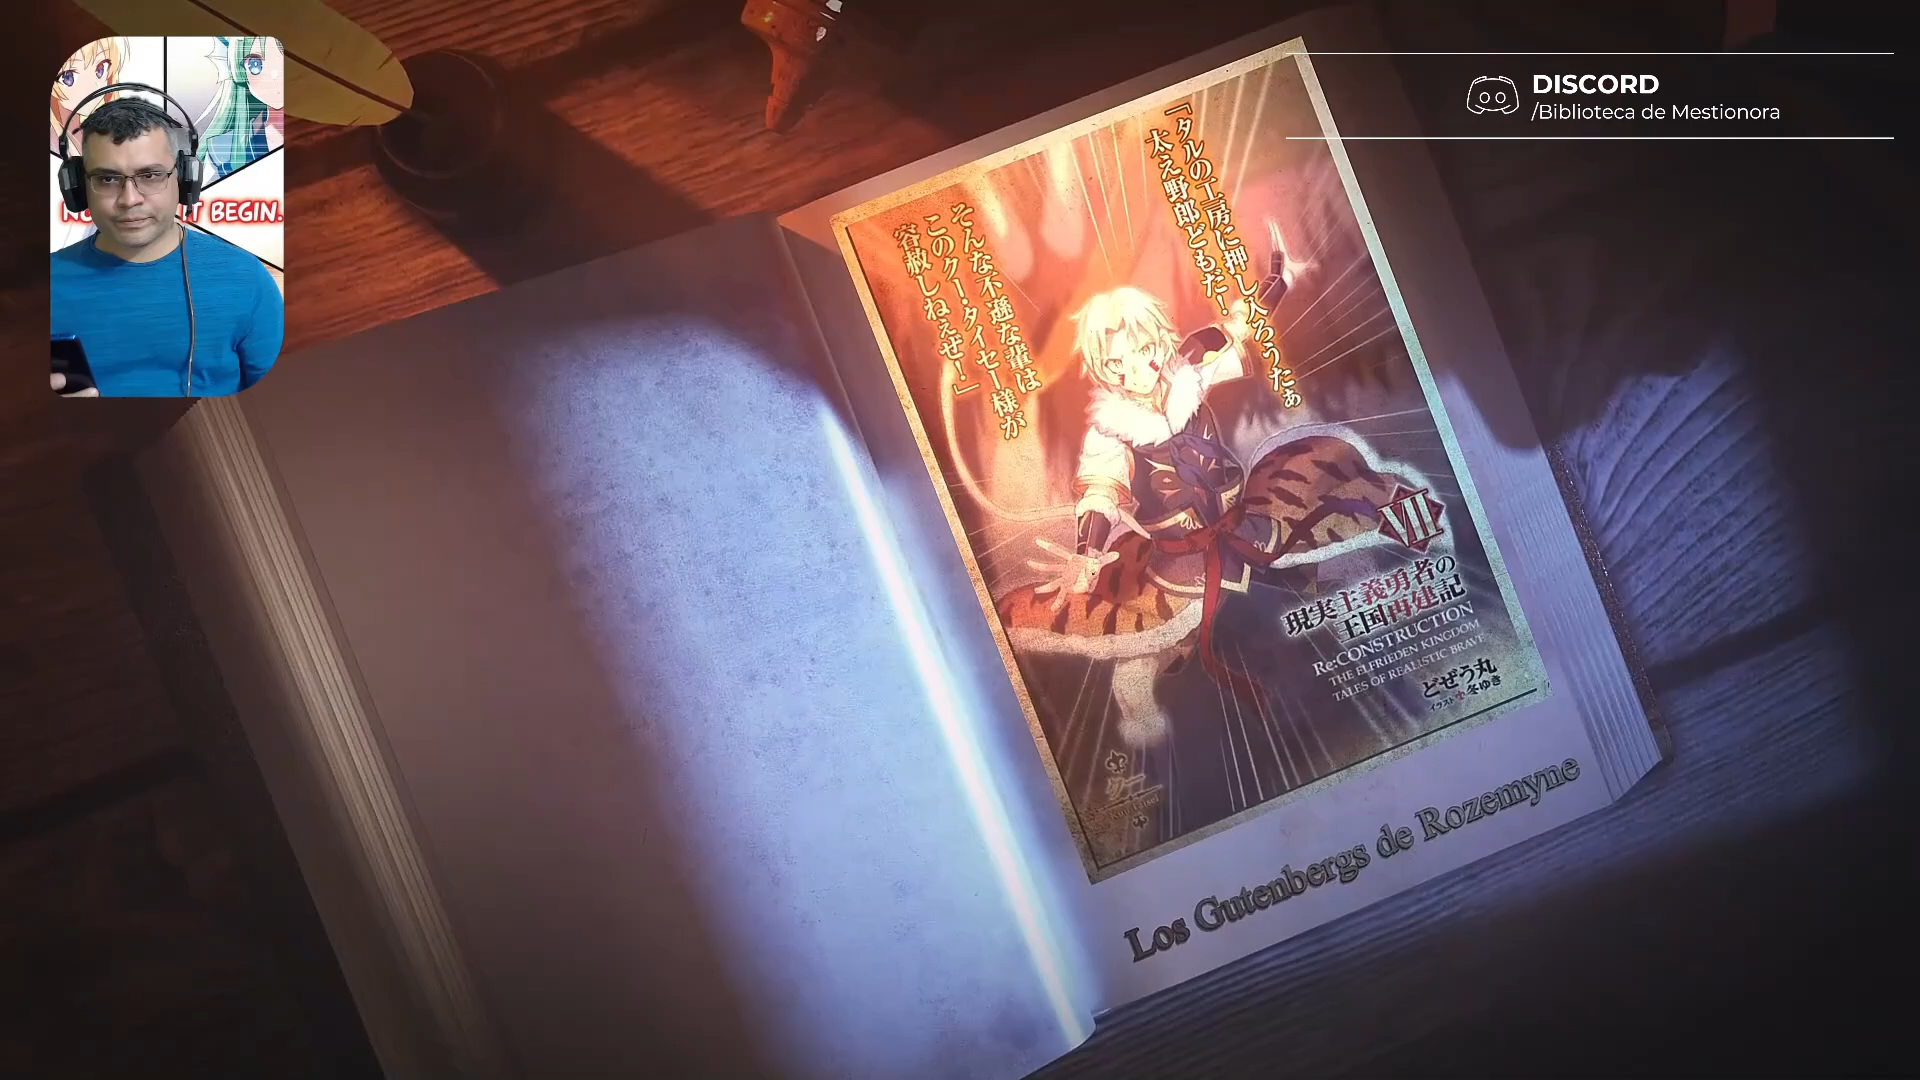 BEGIN.
DISCORD
/Biblioteca de Mestionora
「タルの工房に押し入ろうたぁ
太え野郎どもだ!
そんな不遜な輩は
このクー・タイセー様が
容赦しねぇぜ!」
VII
現実主義勇者の
王国再建記
Re:CONSTRUCTION
THE ELFRIEDEN KINGDOM
TALES OF REALISTIC BRAVE
どぜう丸
イラスト 冬ゆき
クー
Los Gutenbergs de Rozemyne